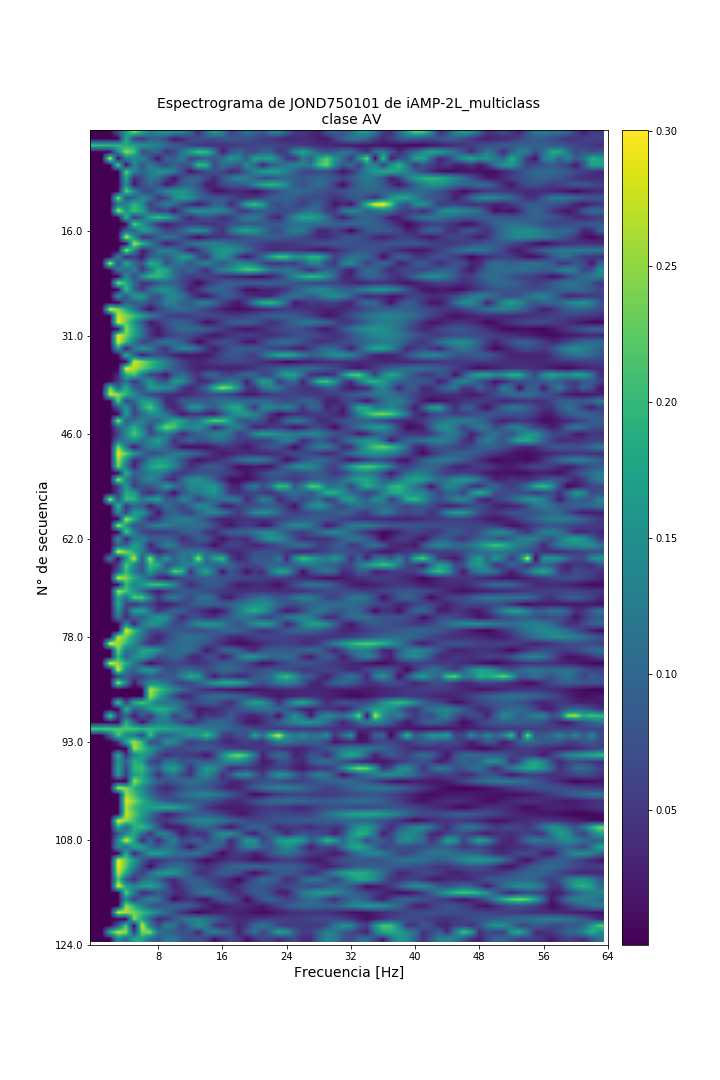 Espectrograma de JOND750101 de iAMP-2L_multiclass
clase AV
0.30
16.0
0.25
31.0
0.20
46.0
N° de secuencia
0.15
62.0
78.0
0.10
93.0
0.05
108.0
124.0
8 16 24 32 40 48 56 64
Frecuencia [Hz]